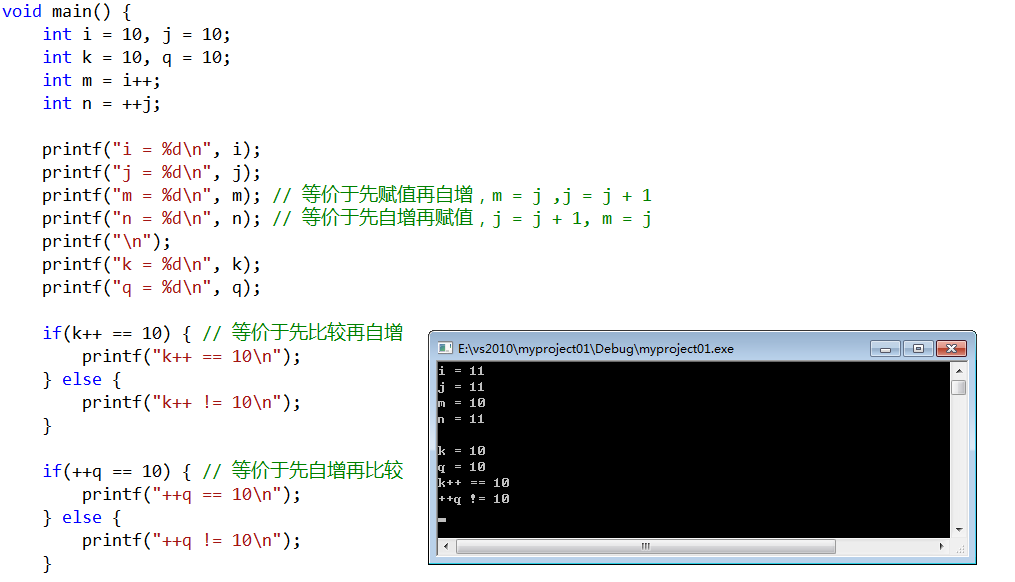 void main() {
    int i = 10, j = 10;
    int k = 10, q = 10;
    int m = i++;
    int n = ++j;

    printf("i = %d\n", i);
    printf("j = %d\n", j);
    printf("m = %d\n", m); // 等价于先赋值再自增，m = j ,j = j + 1
    printf("n = %d\n", n); // 等价于先自增再赋值，j = j + 1, m = j
    printf("\n");
    printf("k = %d\n", k);
    printf("q = %d\n", q);

    if(k++ == 10) { // 等价于先比较再自增
        printf("k++ == 10\n");
    } else {
        printf("k++ != 10\n");
    }

    if(++q == 10) { // 等价于先自增再比较
        printf("++q == 10\n");
    } else {
        printf("++q != 10\n");
    }
E:\vs2010\myproject01\Debug\myproject01.exe
i = 11
j = 11
m = 10
n = 11

k = 10
q = 10
k++ == 10
++q != 10